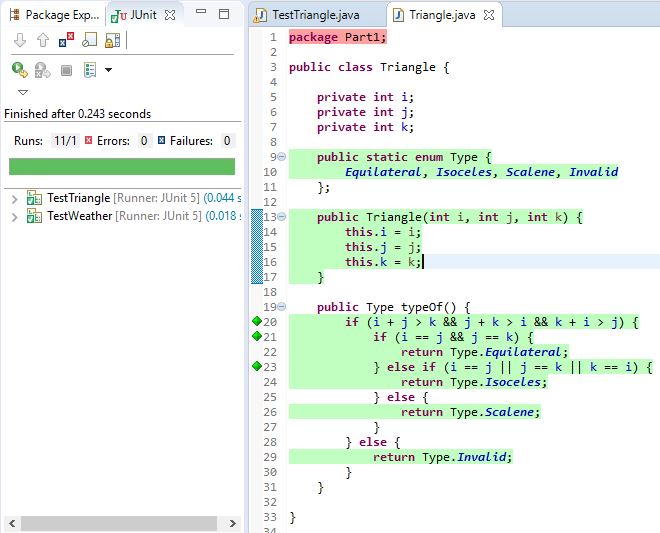 Package Exp...
JUnit
TestTriangle.java
Triangle.java
Finished after 0.243 seconds
Runs: 11/1 Errors: 0 Failures: 0
TestTriangle [Runner: JUnit 5] (0.044 s
TestWeather [Runner: JUnit 5] (0.018 s
1 package Part1;
2
3 public class Triangle {
4
5     private int i;
6     private int j;
7     private int k;
8
9     public static enum Type {
10         Equilateral, Isoceles, Scalene, Invalid
11     };
12
13     public Triangle(int i, int j, int k) {
14         this.i = i;
15         this.j = j;
16         this.k = k;
17     }
18
19     public Type typeOf() {
20         if (i + j > k && j + k > i && k + i > j) {
21             if (i == j && j == k) {
22                 return Type.Equilateral;
23             } else if (i == j || j == k || k == i) {
24                 return Type.Isoceles;
25             } else {
26                 return Type.Scalene;
27             }
28         } else {
29             return Type.Invalid;
30         }
31     }
32
33 }
34